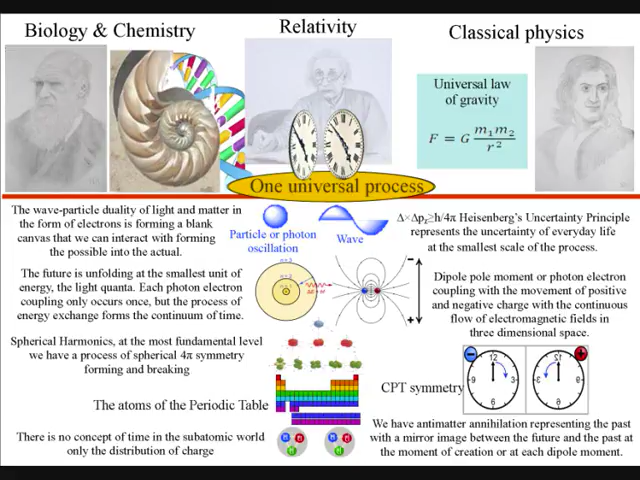 Biology & Chemistry
Relativity
Classical physics
Universal law
of gravity
F = G m₁m₂ / r²
One universal process
The wave-particle duality of light and matter in
the form of electrons is forming a blank
canvas that we can interact with forming
the possible into the actual.
Particle or photon
oscillation
Wave
Δ×Δpᵪ≥h/4π Heisenberg's Uncertainty Principle
represents the uncertainty of everyday life
at the smallest scale of the process.
The future is unfolding at the smallest unit of
energy, the light quanta. Each photon electron
coupling only occurs once, but the process of
energy exchange forms the continuum of time.
Dipole pole moment or photon electron
coupling with the movement of positive
and negative charge with the continuous
flow of electromagnetic fields in
three dimensional space.
Spherical Harmonics, at the most fundamental level
we have a process of spherical 4π symmetry
forming and breaking
CPT symmetry
12
3
6
9
12
3
6
9
The atoms of the Periodic Table
There is no concept of time in the subatomic world
only the distribution of charge
We have antimatter annihilation representing the past
with a mirror image between the future and the past at
the moment of creation or at each dipole moment.